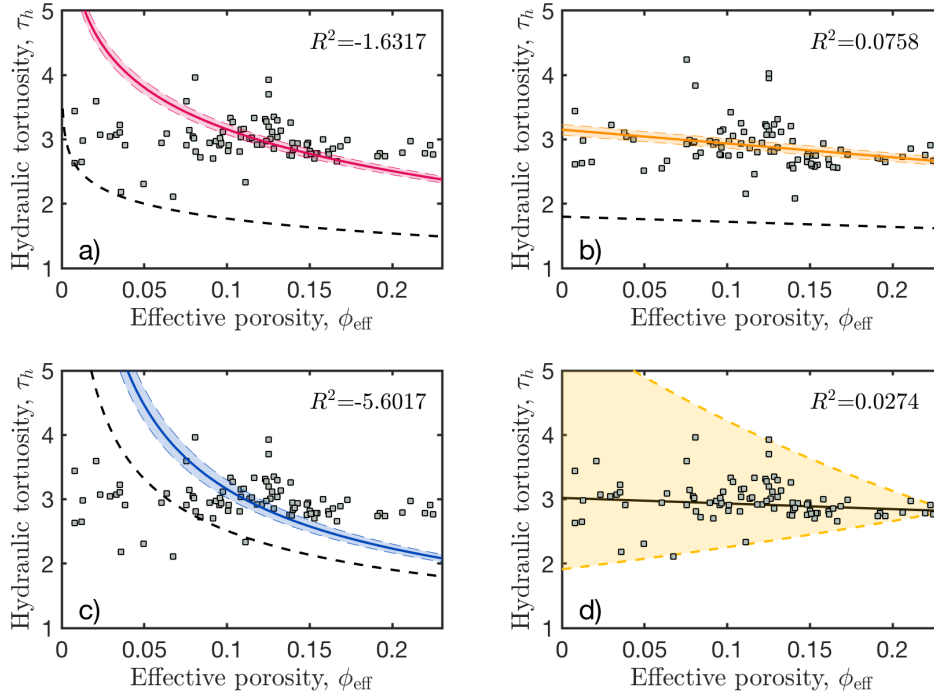 5
4
3
2
1
Hydraulic tortuosity, τ_h
R²=-1.6317
a)
0 0.05 0.1 0.15 0.2
Effective porosity, ϕ_eff
5
4
3
2
1
Hydraulic tortuosity, τ_h
R²=0.0758
b)
0 0.05 0.1 0.15 0.2
Effective porosity, ϕ_eff
5
4
3
2
1
Hydraulic tortuosity, τ_h
R²=-5.6017
c)
0 0.05 0.1 0.15 0.2
Effective porosity, ϕ_eff
5
4
3
2
1
Hydraulic tortuosity, τ_h
R²=0.0274
d)
0 0.05 0.1 0.15 0.2
Effective porosity, ϕ_eff